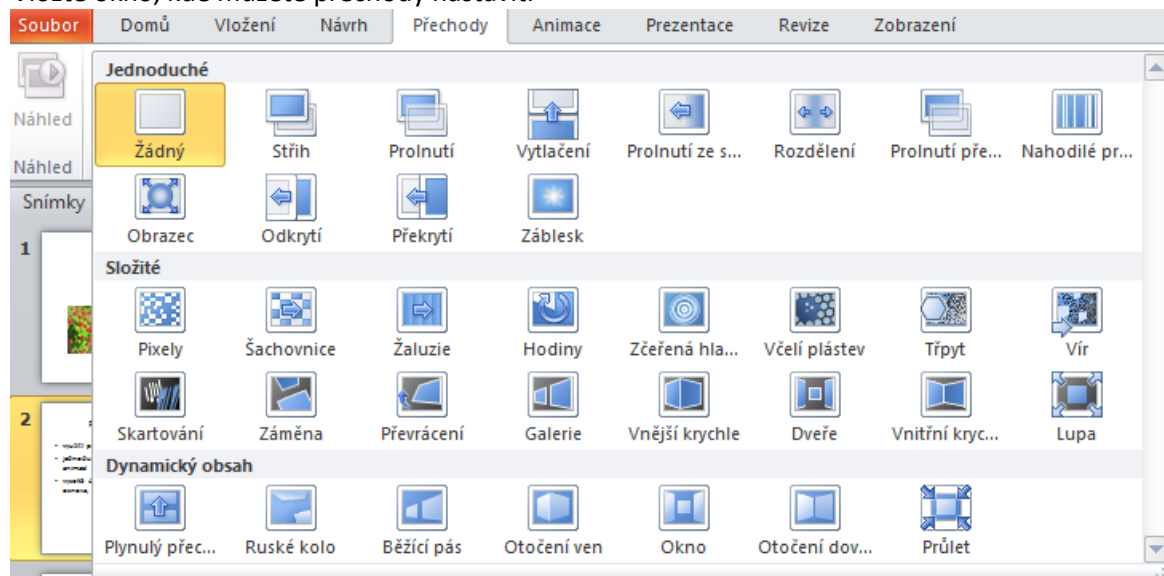 Soubor Domů Vložení Návrh Přechody Animace Prezentace Revize Zobrazení
Náhled
Náhled
Snímky
1
2
Jednoduché
Žádný Střih Prolnutí Vytlačení Prolnutí ze s... Rozdělení Prolnutí pře... Nahodilé pr...
Obrazec Odkrytí Překrytí Záblesk
Složité
Pixely Šachovnice Žaluzie Hodiny Zčeřená hla... Včelí plástev Třpyt Vír
Skartování Záměna Převrácení Galerie Vnější krychle Dveře Vnitřní kryc... Lupa
Dynamický obsah
Plynulý přec... Ruské kolo Běžící pás Otočení ven Okno Otočení dov... Průlet